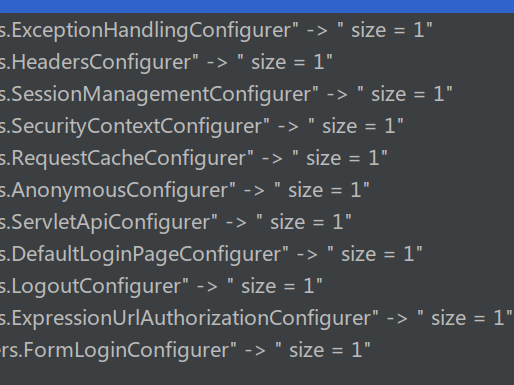 s.ExceptionHandlingConfigurer" -> " size = 1"
s.HeadersConfigurer" -> " size = 1"
s.SessionManagementConfigurer" -> " size = 1"
s.SecurityContextConfigurer" -> " size = 1"
s.RequestCacheConfigurer" -> " size = 1"
s.AnonymousConfigurer" -> " size = 1"
s.ServletApiConfigurer" -> " size = 1"
s.DefaultLoginPageConfigurer" -> " size = 1"
s.LogoutConfigurer" -> " size = 1"
s.ExpressionUrlAuthorizationConfigurer" -> " size = 1"
ers.FormLoginConfigurer" -> " size = 1"